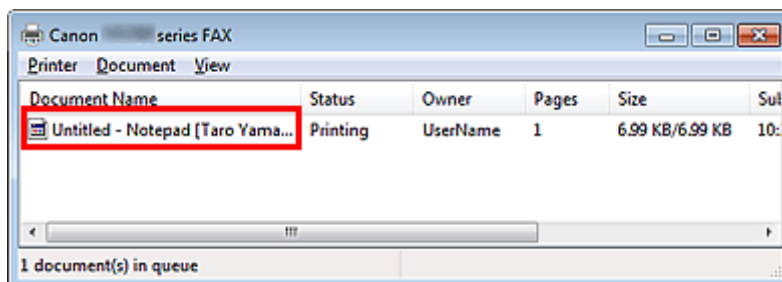 Canon series FAX
Printer Document View
Document Name Status Owner Pages Size Sub
Untitled - Notepad [Taro Yama... Printing UserName 1 6.99 KB/6.99 KB 10:
1 document(s) in queue